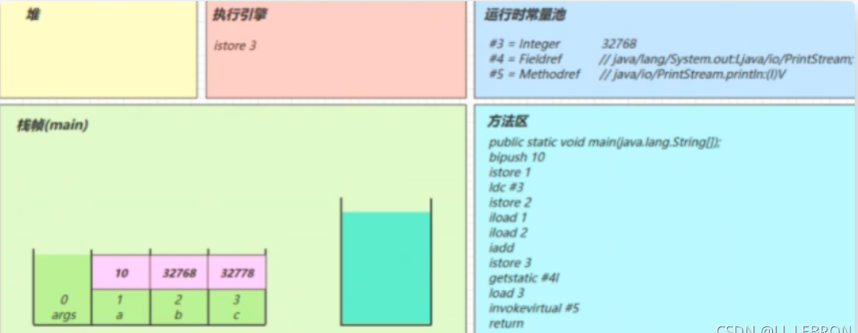 堆
执行引擎
istore 3
运行时常量池
#3 = Integer 32768
#4 = Fieldref // java/lang/System.out:Ljava/io/PrintStream;
#5 = Methodref // java/io/PrintStream.println:(I)V
栈帧(main)
10 32768 32778
0 1 2 3
args a b c
方法区
public static void main(java.lang.String[]);
bipush 10
istore 1
ldc #3
istore 2
iload 1
iload 2
iadd
istore 3
getstatic #4l
load 3
invokevirtual #5
return
CSDN @LL.LEBRON